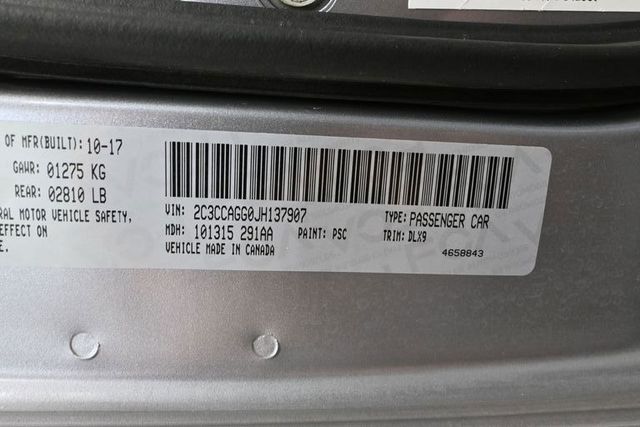 OF MFR(BUILT): 10-17
GAWR: 01275 KG
REAR: 02810 LB
MOTOR VEHICLE SAFETY,
EFFECT ON
VIN: 2C3CCAGG0JH137907
TYPE: PASSENGER CAR
MDH: 101315 291AA
PAINT: PSC
TRIM: DLX9
VEHICLE MADE IN CANADA
4658843